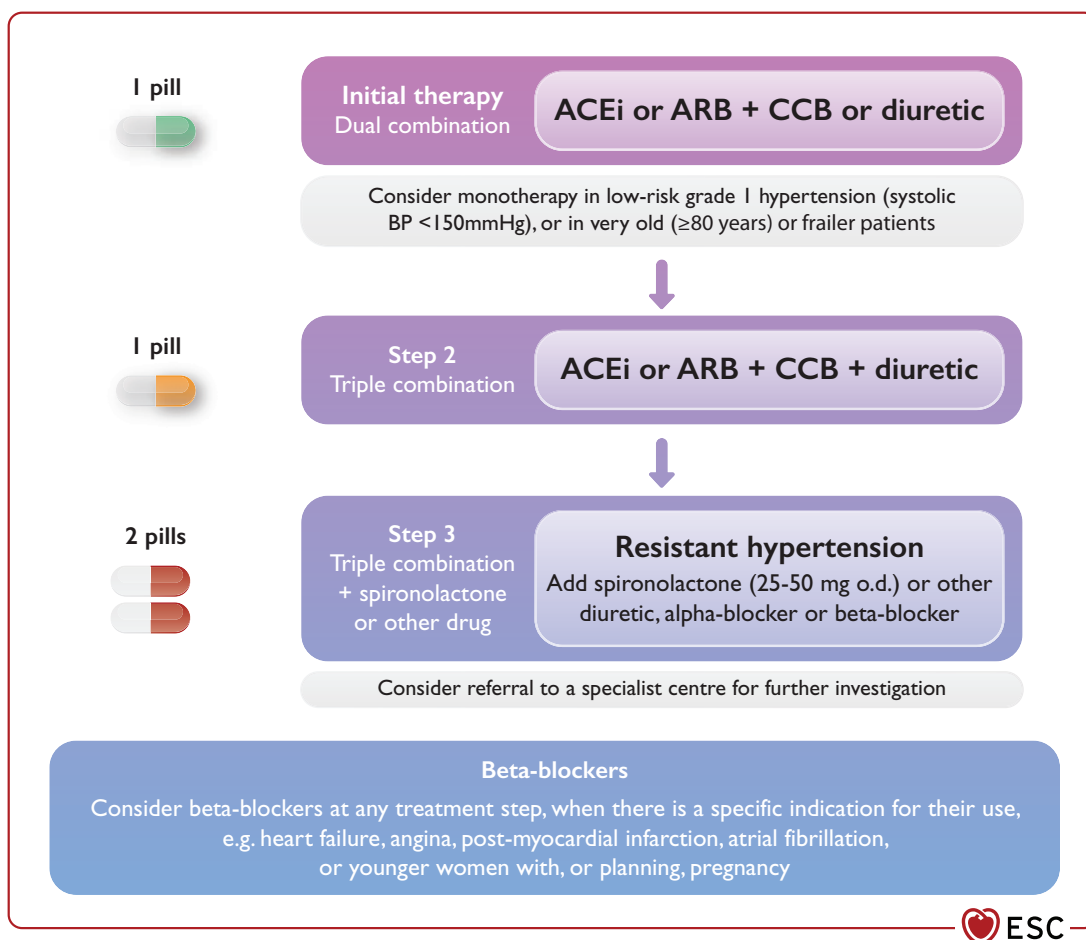 1 pill
Initial therapy
Dual combination
ACEi or ARB + CCB or diuretic
Consider monotherapy in low-risk grade 1 hypertension (systolic
BP <150mmHg), or in very old (≥80 years) or frailer patients
1 pill
Step 2
Triple combination
ACEi or ARB + CCB + diuretic
2 pills
Step 3
Triple combination
+ spironolactone
or other drug
Resistant hypertension
Add spironolactone (25-50 mg o.d.) or other
diuretic, alpha-blocker or beta-blocker
Consider referral to a specialist centre for further investigation
Beta-blockers
Consider beta-blockers at any treatment step, when there is a specific indication for their use,
e.g. heart failure, angina, post-myocardial infarction, atrial fibrillation,
or younger women with, or planning, pregnancy
ESC